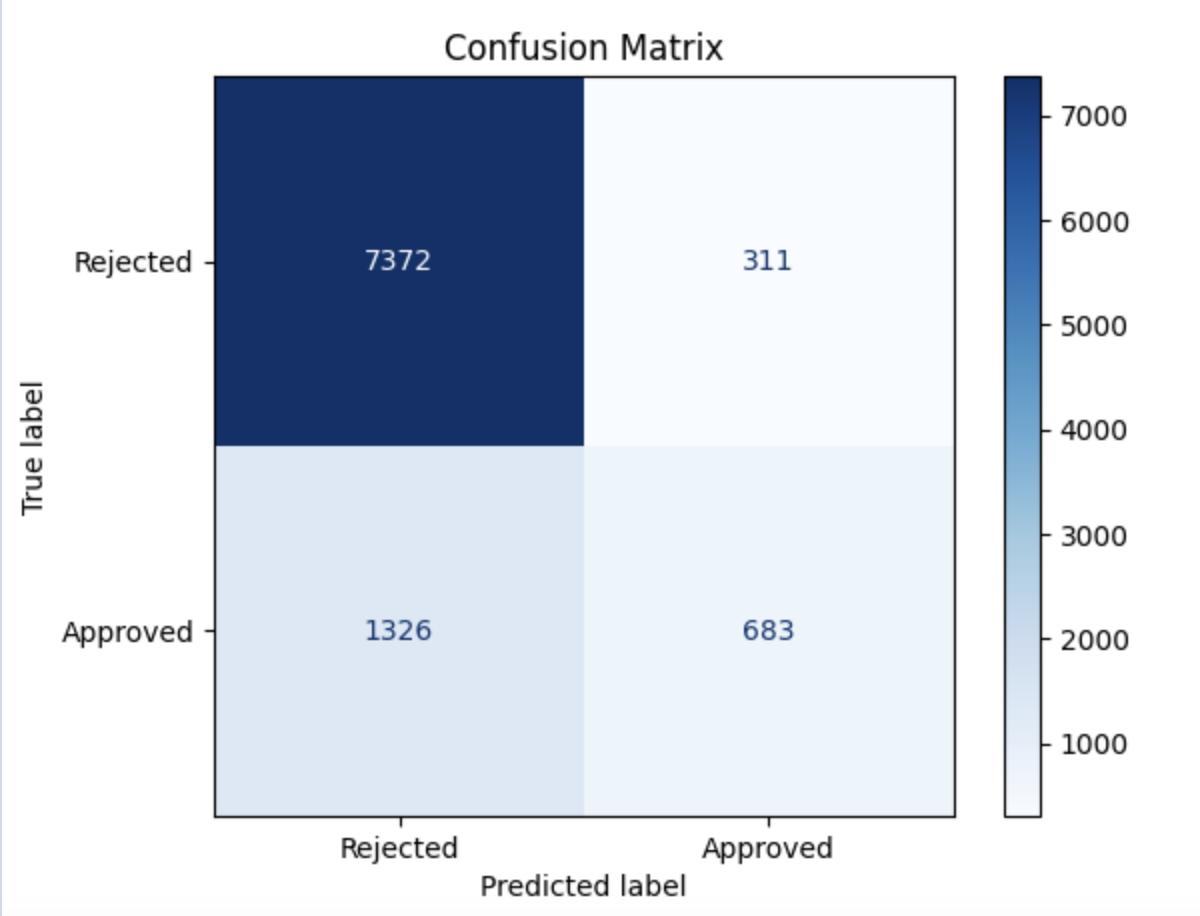 Confusion Matrix
Rejected
7372
311
Approved
1326
683
True label
Rejected
Approved
Predicted label
7000
6000
5000
4000
3000
2000
1000